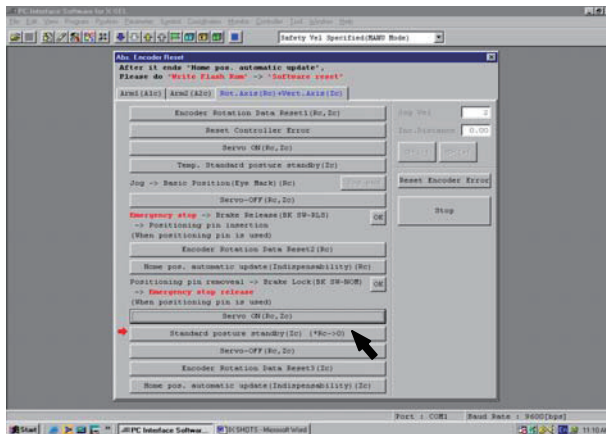 PC Interface Software for X-SEL
File Edit View Program Position Parameter Symbol Coordinates Monitor Controller Tool Window Help
Safety Vel Specified(MANU Mode)
Abs. Encoder Reset
After it ends "Home pos. automatic update",
Please do "Write Flash Rom" -> "Software reset"
Arm1(A1c) Arm2(A2c) Rot.Axis(Rc)+Vert.Axis(Zc)
Encoder Rotation Data Reset1(Rc,Zc)
Reset Controller Error
Servo ON(Rc,Zc)
Temp. Standard posture standby(Zc)
Jog -> Basic Position(Eye Mark)(Rc)
Servo-OFF(Rc,Zc)
Emergency stop -> Brake Release(BK SW-RLS)
-> Positioning pin insertion
(When positioning pin is used)
OK
Encoder Rotation Data Reset2(Rc)
Home pos. automatic update(Indispensability)(Rc)
Positioning pin removeal -> Brake Lock(BK SW-NOM)
-> Emergency stop release
(When positioning pin is used)
OK
Servo ON(Rc,Zc)
Standard posture standby(Zc) (*Rc->0)
Servo-OFF(Rc,Zc)
Encoder Rotation Data Reset3(Zc)
Home pos. automatic update(Indispensability)(Zc)
Jog Vel 2
Inc.Distance 0.00
Reset Encoder Error
Stop
Port : COM1 Baud Rate : 9600[bps]
Start PC Interface Softwar... IX SHOTS - Microsoft Word 11:10 AM